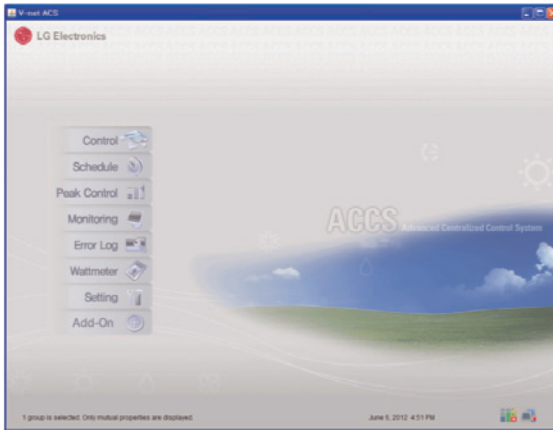 V-net ACS
LG Electronics
Control
Schedule
Peak Control
Monitoring
Error Log
Wattmeter
Setting
Add-On
ACCS Advanced Centralized Control System
1 group is selected. Only mutual properties are displayed.
June 5, 2012 4:51 PM